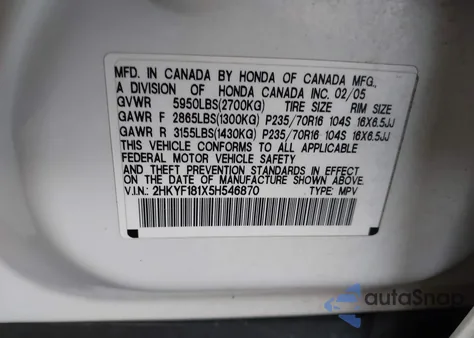 MFD. IN CANADA BY HONDA OF CANADA MFG.,
A DIVISION OF HONDA CANADA INC. 02/05
GVWR 5950LBS(2700KG) TIRE SIZE RIM SIZE
GAWR F 2865LBS(1300KG) P235/70R16 104S 16X6.5JJ
GAWR R 3155LBS(1430KG) P235/70R16 104S 16X6.5JJ
THIS VEHICLE CONFORMS TO ALL APPLICABLE
FEDERAL MOTOR VEHICLE SAFETY
AND THEFT PREVENTION STANDARDS IN EFFECT
ON THE DATE OF MANUFACTURE SHOWN ABOVE
V.I.N.: 2HKYF181X5H546870 TYPE: MPV
autaSnap